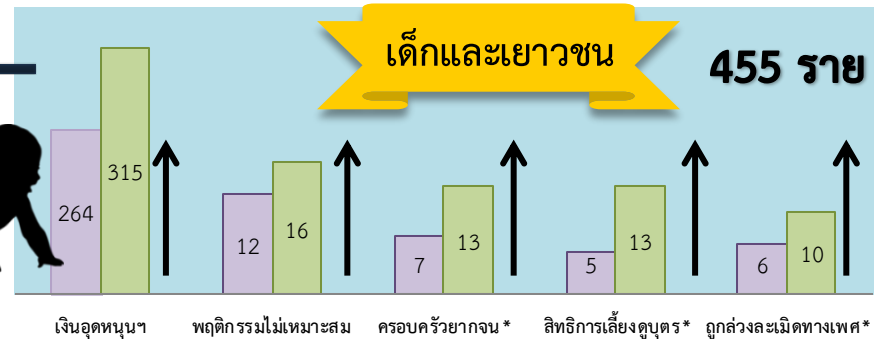 เด็กและเยาวชน
455 ราย
264
315
12
16
7
13
5
13
6
10
เงินอุดหนุนฯ
พฤติกรรมไม่เหมาะสม
ครอบครัวยากจน *
สิทธิการเลี้ยงดูบุตร *
ถูกล่วงละเมิดทางเพศ *